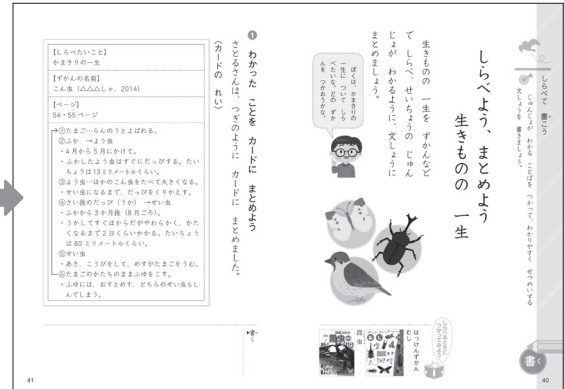 しらべて 書こう
じゅんじょが わかる ことばを つかって、わかりやすく せつめいする
文しょうを 書きましょう。
しらべよう、まとめよう
生きものの 一生
生きものの 一生を ずかんなど
で しらべ、せいちょうの じゅん
じょが わかるように、文しょうに
まとめましょう。
ぼくは、かまきりの
一生に ついて しら
べたいな。どの ずか
んを つかおうかな。
はっけんずかん
むし
昆虫
書く
40
❶ わかった ことを カードに まとめよう
さとるさんは、つぎのように カードに まとめました。
〈カードの れい〉
【しらべたいこと】
かまきりの一生
【ずかんの名前】
こん虫(△△△しゃ、2014)
【ページ】
54・55ページ
①たまご…らんのうとよばれる。
②ふか →よう虫
・4月から5月にかけて。
・ふかしたよう虫はすぐにだっぴする。たい
ちょうは13ミリメートルくらい。
③よう虫…ほかのこん虫をたべて大きくなる。
・せい虫になるまで、だっぴをくりかえす。
④さい後のだっぴ(うか) →せい虫
・ふかから3か月後(8月ごろ)。
・うかしてすぐはからだがやわらかく、かた
くなるまで2日くらいかかる。たいちょう
は80ミリメートルくらい。
⑤せい虫
・あき、こうびをして、めすがたまごをうむ。
⑥たまごのかたちのままふゆをこす。
・ふゆには、おすとめす、どちらのせい虫もし
んでしまう。
▶書く
41